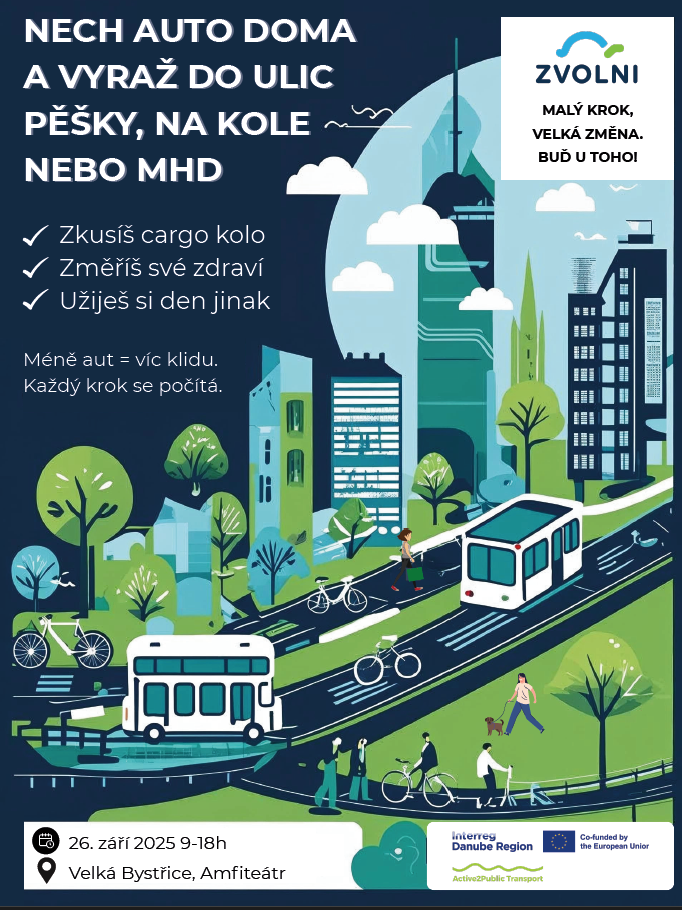 NECH AUTO DOMA
A VYRAŽ DO ULIC
PĚŠKY, NA KOLE
NEBO MHD
ZVOLNI
MALÝ KROK,
VELKÁ ZMĚNA.
BUĎ U TOHO!
Zkusíš cargo kolo
Změříš své zdraví
Užiješ si den jinak
Méně aut = víc klidu.
Každý krok se počítá.
26. září 2025 9-18h
Velká Bystřice, Amfiteátr
Interreg
Danube Region
Co-funded by
the European Union
Active2Public Transport